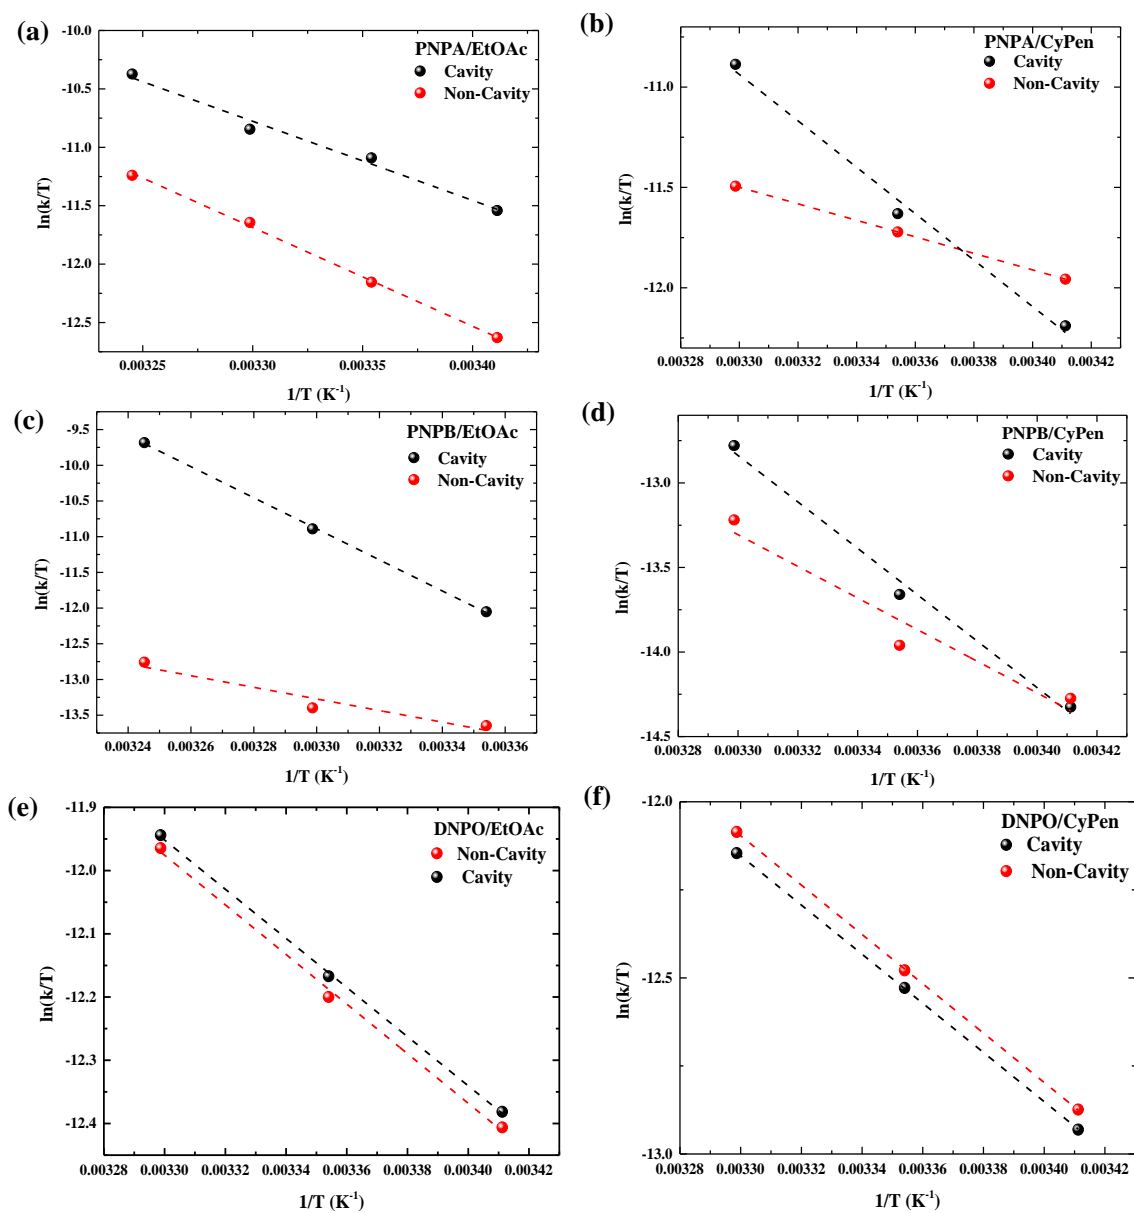 (a)
PNPA/EtOAc
Cavity
Non-Cavity
-10.0
-10.5
-11.0
-11.5
-12.0
-12.5
ln(k/T)
0.00325 0.00330 0.00335 0.00340
1/T (K⁻¹)
(b)
PNPA/CyPen
Cavity
Non-Cavity
-11.0
-11.5
-12.0
ln(k/T)
0.00328 0.00330 0.00332 0.00334 0.00336 0.00338 0.00340 0.00342
1/T (K⁻¹)
(c)
PNPB/EtOAc
Cavity
Non-Cavity
-9.5
-10.0
-10.5
-11.0
-11.5
-12.0
-12.5
-13.0
-13.5
ln(k/T)
0.00324 0.00326 0.00328 0.00330 0.00332 0.00334 0.00336
1/T (K⁻¹)
(d)
PNPB/CyPen
Cavity
Non-Cavity
-13.0
-13.5
-14.0
-14.5
ln(k/T)
0.00328 0.00330 0.00332 0.00334 0.00336 0.00338 0.00340 0.00342
1/T (K⁻¹)
(e)
DNPO/EtOAc
Non-Cavity
Cavity
-11.9
-12.0
-12.1
-12.2
-12.3
-12.4
ln(k/T)
0.00328 0.00330 0.00332 0.00334 0.00336 0.00338 0.00340 0.00342
1/T (K⁻¹)
(f)
DNPO/CyPen
Cavity
Non-Cavity
-12.0
-12.5
-13.0
ln(k/T)
0.00328 0.00330 0.00332 0.00334 0.00336 0.00338 0.00340 0.00342
1/T (K⁻¹)